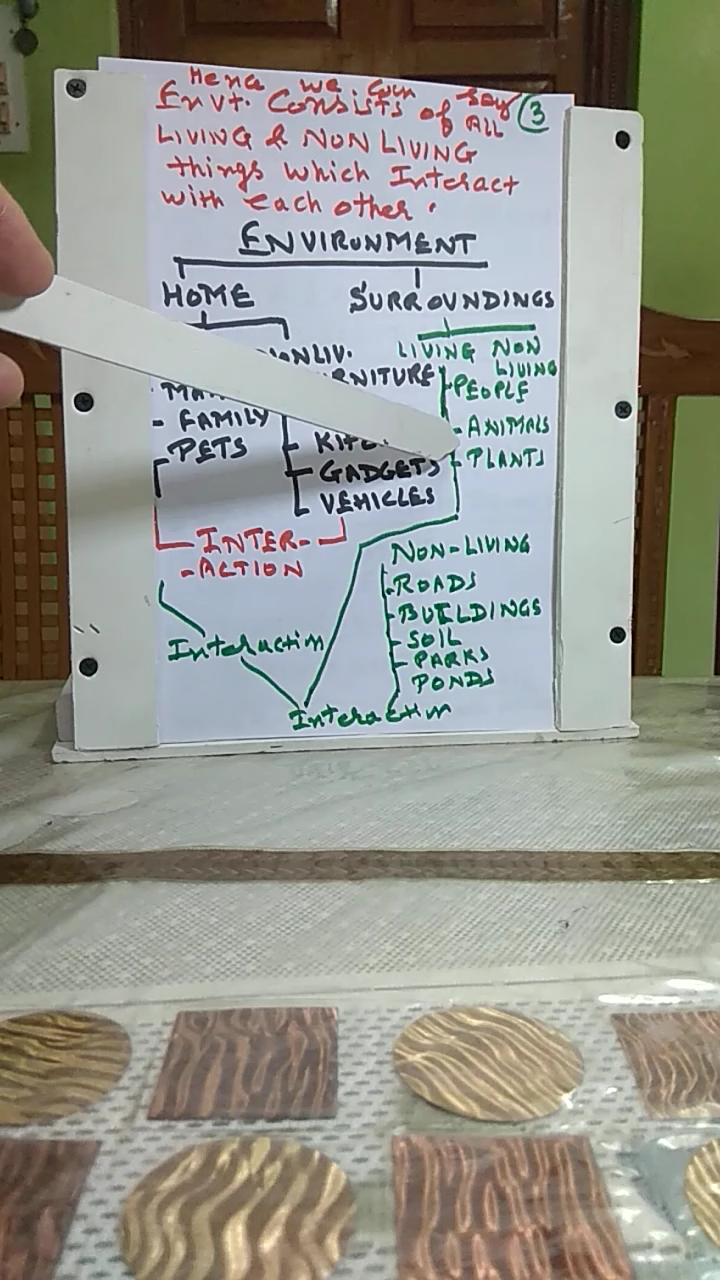 Hence we can say
Envt. Consists of All
LIVING & NON LIVING
things which Interact
with each other.
3
ENVIRONMENT
HOME
SURROUNDINGS
LIVING NON
LIVING
- FAMILY
- PETS
GADGETS
VEHICLES
PEOPLE
- ANIMALS
- PLANTS
- INTER-
- ACTION
Interaction
NON-LIVING
ROADS
BUILDINGS
SOIL
PARKS
PONDS
Interaction